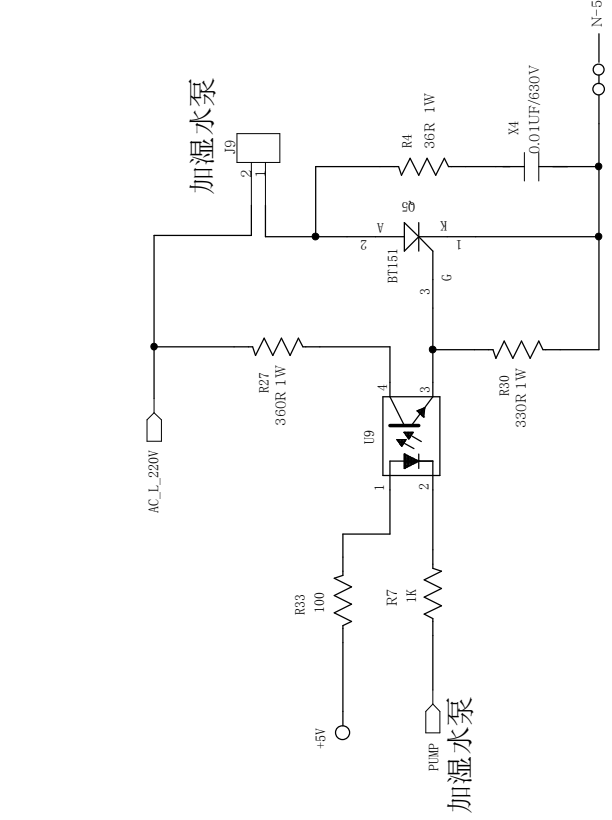 N-5
加湿水泵
J9
2
1
R4
36R 1W
X4
0.01UF/630V
Q5
A
K
2
1
BT151
G
3
R27
360R 1W
R30
330R 1W
4
3
U9
1
2
AC_L_220V
R33
100
R7
1K
+5V
PUMP
加湿水泵